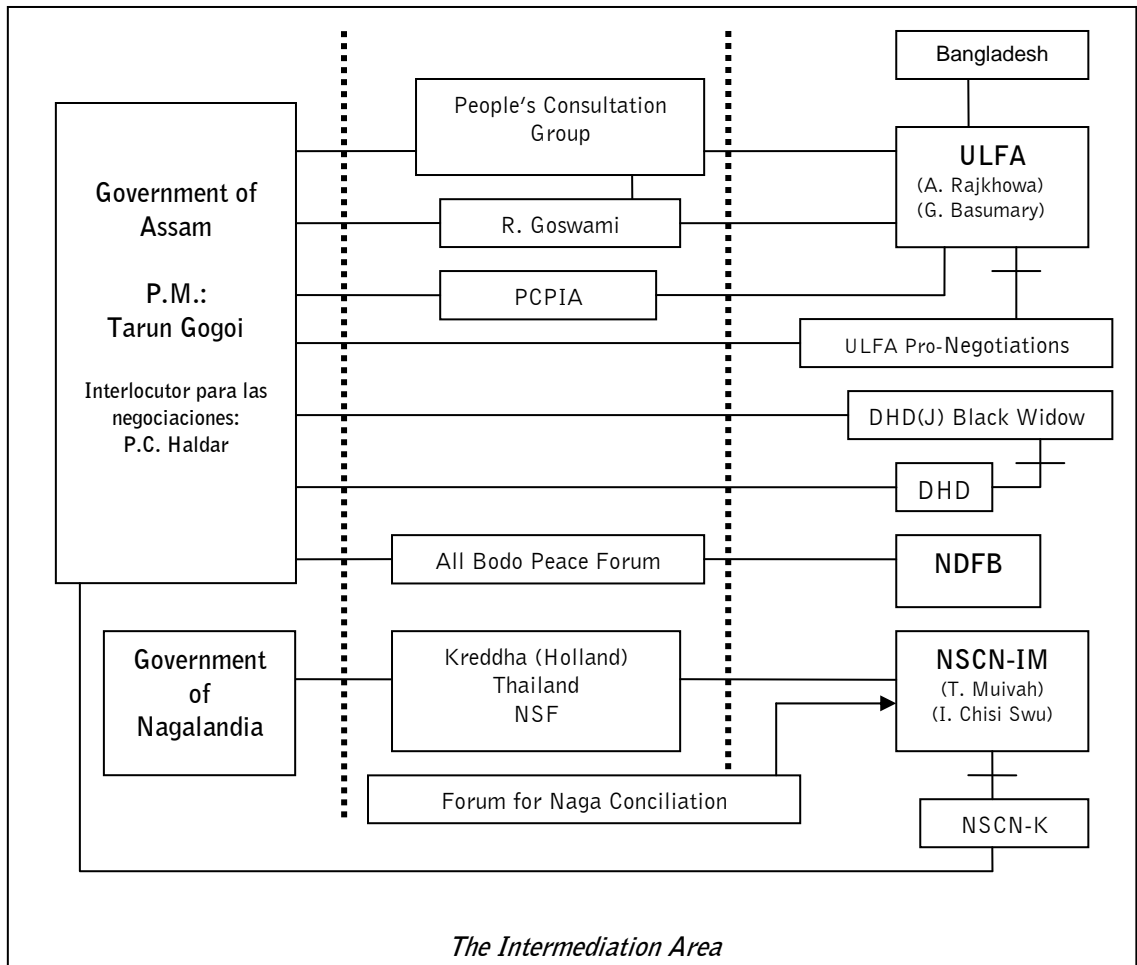 Bangladesh
People's Consultation
Group
ULFA
(A. Rajkhowa)
(G. Basumary)
Government of
Assam
P.M.:
Tarun Gogoi
Interlocutor para las
negociaciones:
P.C. Haldar
R. Goswami
PCPIA
ULFA Pro-Negotiations
DHD(J) Black Widow
DHD
All Bodo Peace Forum
NDFB
Government
of
Nagalandia
Kreddha (Holland)
Thailand
NSF
NSCN-IM
(T. Muivah)
(I. Chisi Swu)
Forum for Naga Conciliation
NSCN-K
The Intermediation Area